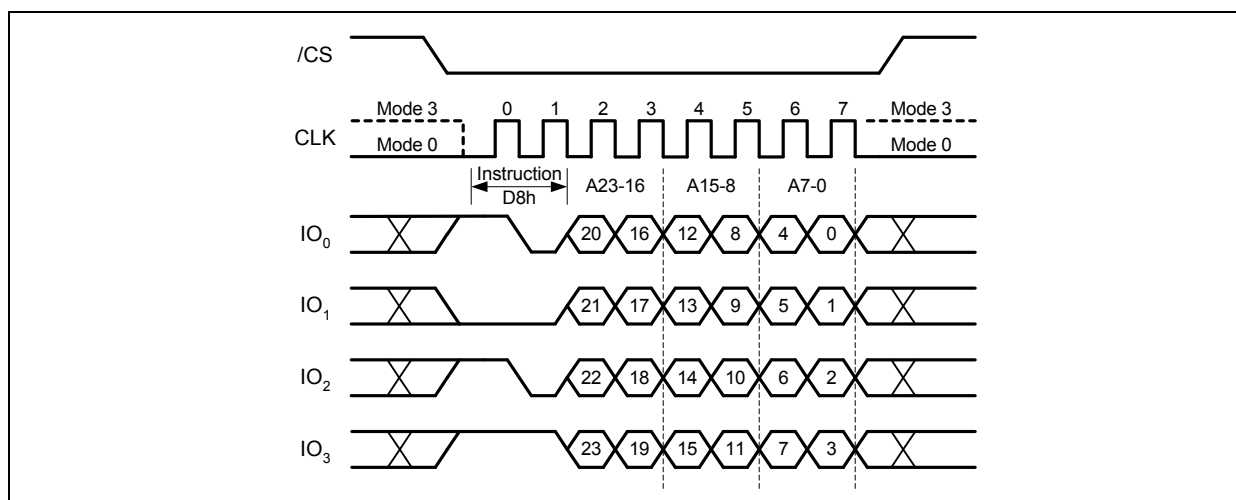 /CS
Mode 3 0 1 2 3 4 5 6 7 Mode 3
CLK
Mode 0 Mode 0
Instruction A23-16 A15-8 A7-0
D8h
IO0 20 16 12 8 4 0
IO1 21 17 13 9 5 1
IO2 22 18 14 10 6 2
IO3 23 19 15 11 7 3